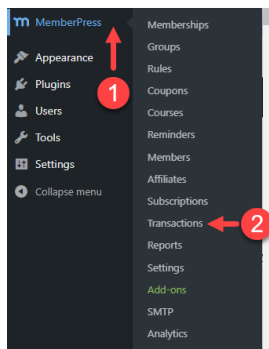 MemberPress
Appearance
Plugins
Users
Tools
Settings
Collapse menu
1
Memberships
Groups
Rules
Coupons
Courses
Reminders
Members
Affiliates
Subscriptions
Transactions
2
Reports
Settings
Add-ons
SMTP
Analytics